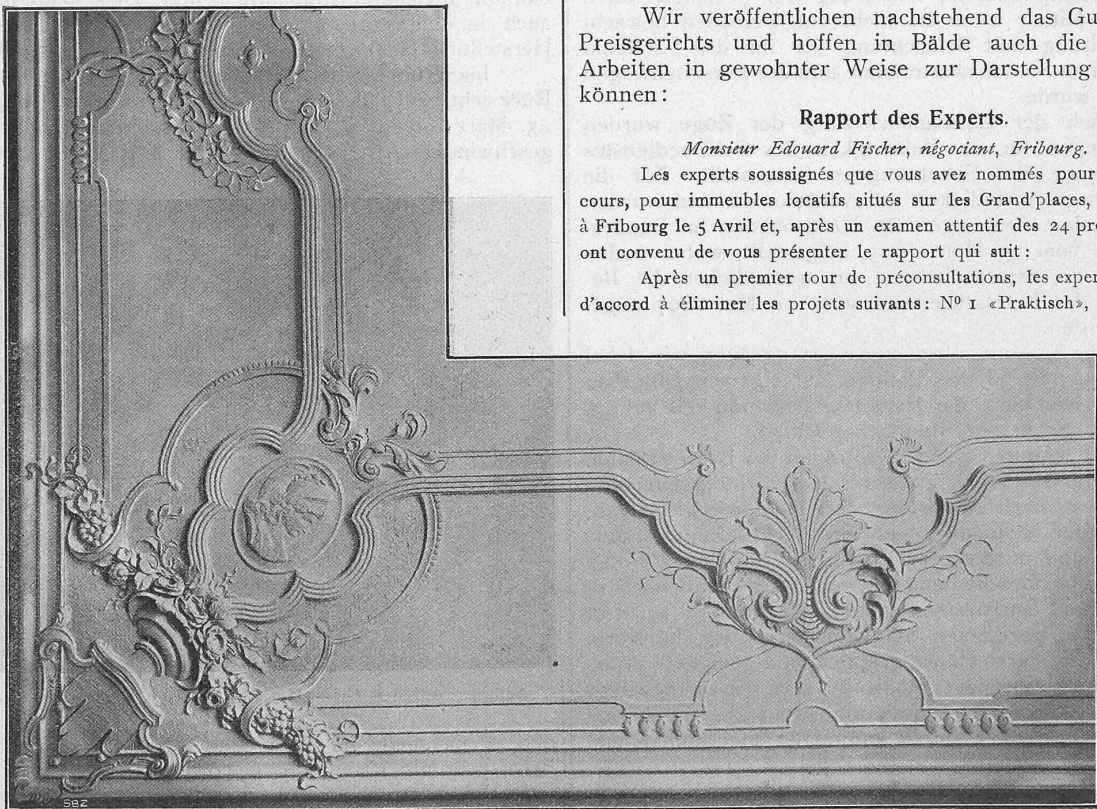 Wir veröffentlichen nachstehend das Gu
Preisgerichts und hoffen in Bälde auch die
Arbeiten in gewohnter Weise zur Darstellung
können:
Rapport des Experts.
Monsieur Edouard Fischer, négociant, Fribourg.
Les experts soussignés que vous avez nommés pour
cours, pour immeubles locatifs situés sur les Grand'places,
à Fribourg le 5 Avril et, après un examen attentif des 24 pro
ont convenu de vous présenter le rapport qui suit:
Après un premier tour de préconsultations, les exper
d'accord à éliminer les projets suivants: Nº 1 «Praktisch»,
SBZ